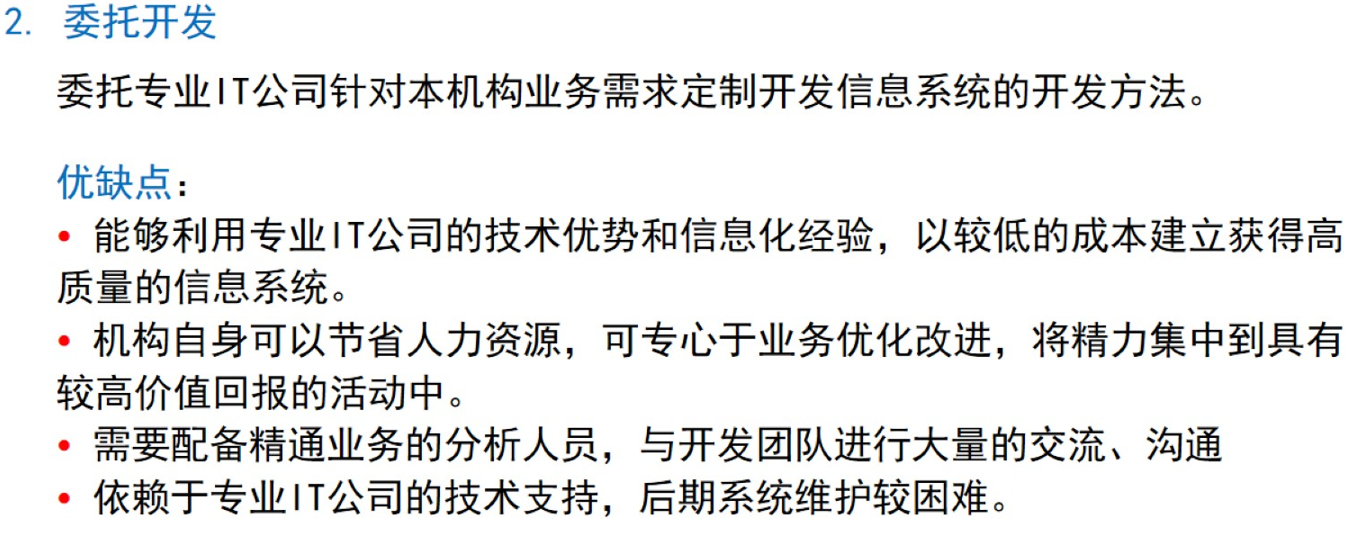 2. 委托开发
委托专业IT公司针对本机构业务需求定制开发信息系统的开发方法。
优缺点：
• 能够利用专业IT公司的技术优势和信息化经验，以较低的成本建立获得高
质量的信息系统。
• 机构自身可以节省人力资源，可专心于业务优化改进，将精力集中到具有
较高价值回报的活动中。
• 需要配备精通业务的分析人员，与开发团队进行大量的交流、沟通
• 依赖于专业IT公司的技术支持，后期系统维护较困难。